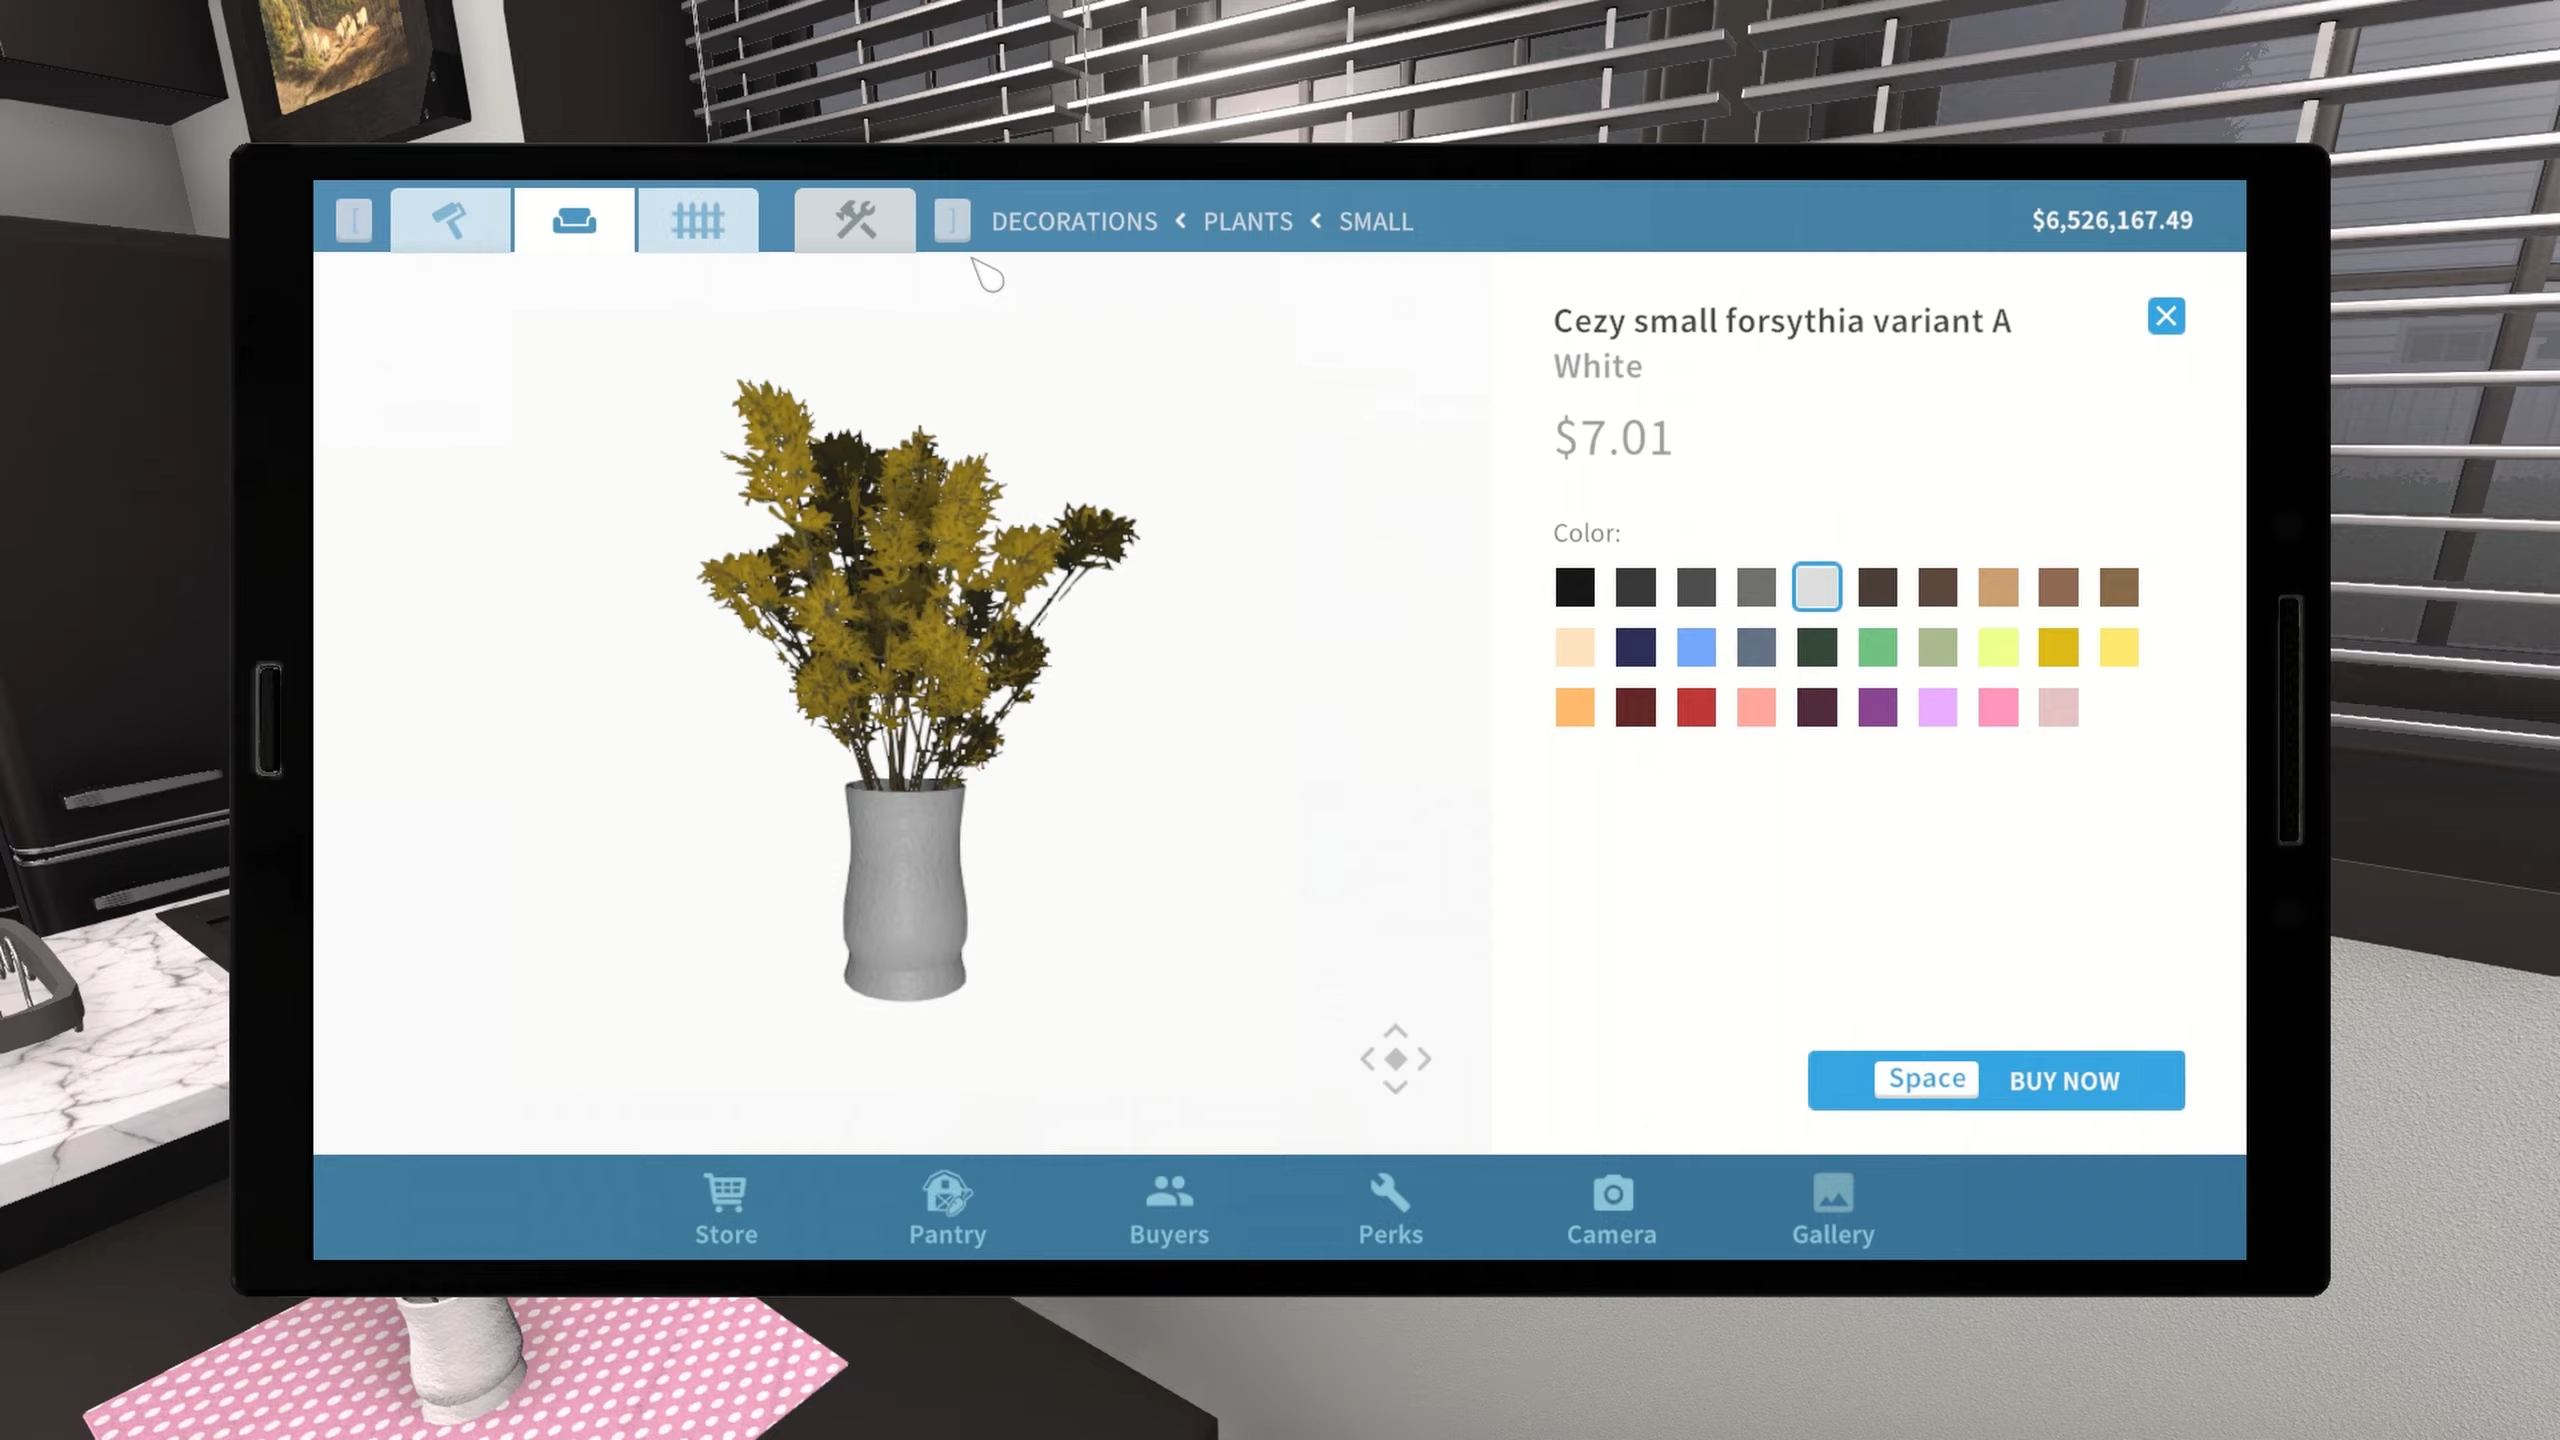 [
]
DECORATIONS < PLANTS < SMALL
$6,526,167.49
Cezy small forsythia variant A
White
$7.01
Color:
Space BUY NOW
Store
Pantry
Buyers
Perks
Camera
Gallery